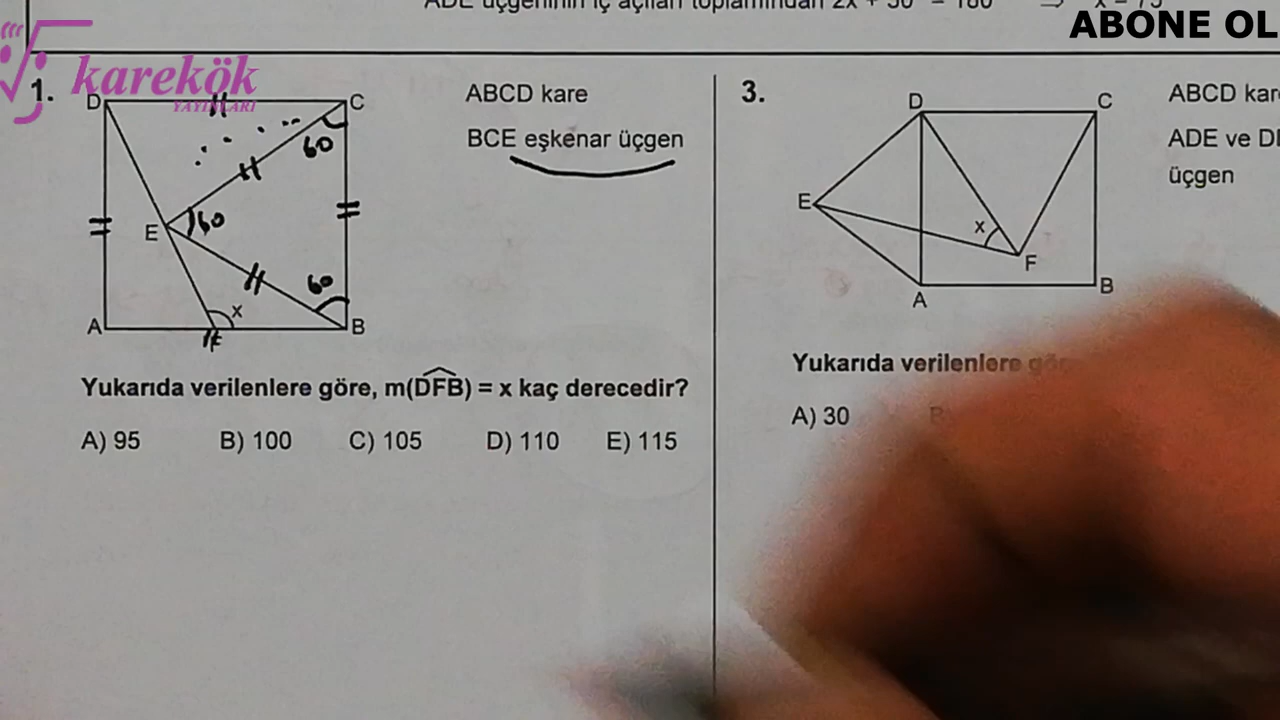 ABONE OL
karekök
YAYINLARI
1.
D
C
60
E
60
60
x
A
B
ABCD kare
BCE eşkenar üçgen
Yukarıda verilenlere göre, m(DFB) = x kaç derecedir?
A) 95 B) 100 C) 105 D) 110 E) 115
3.
D
C
E
x
F
A
B
ABCD
ADE ve
üçgen
Yukarıda verilenlere
A) 30